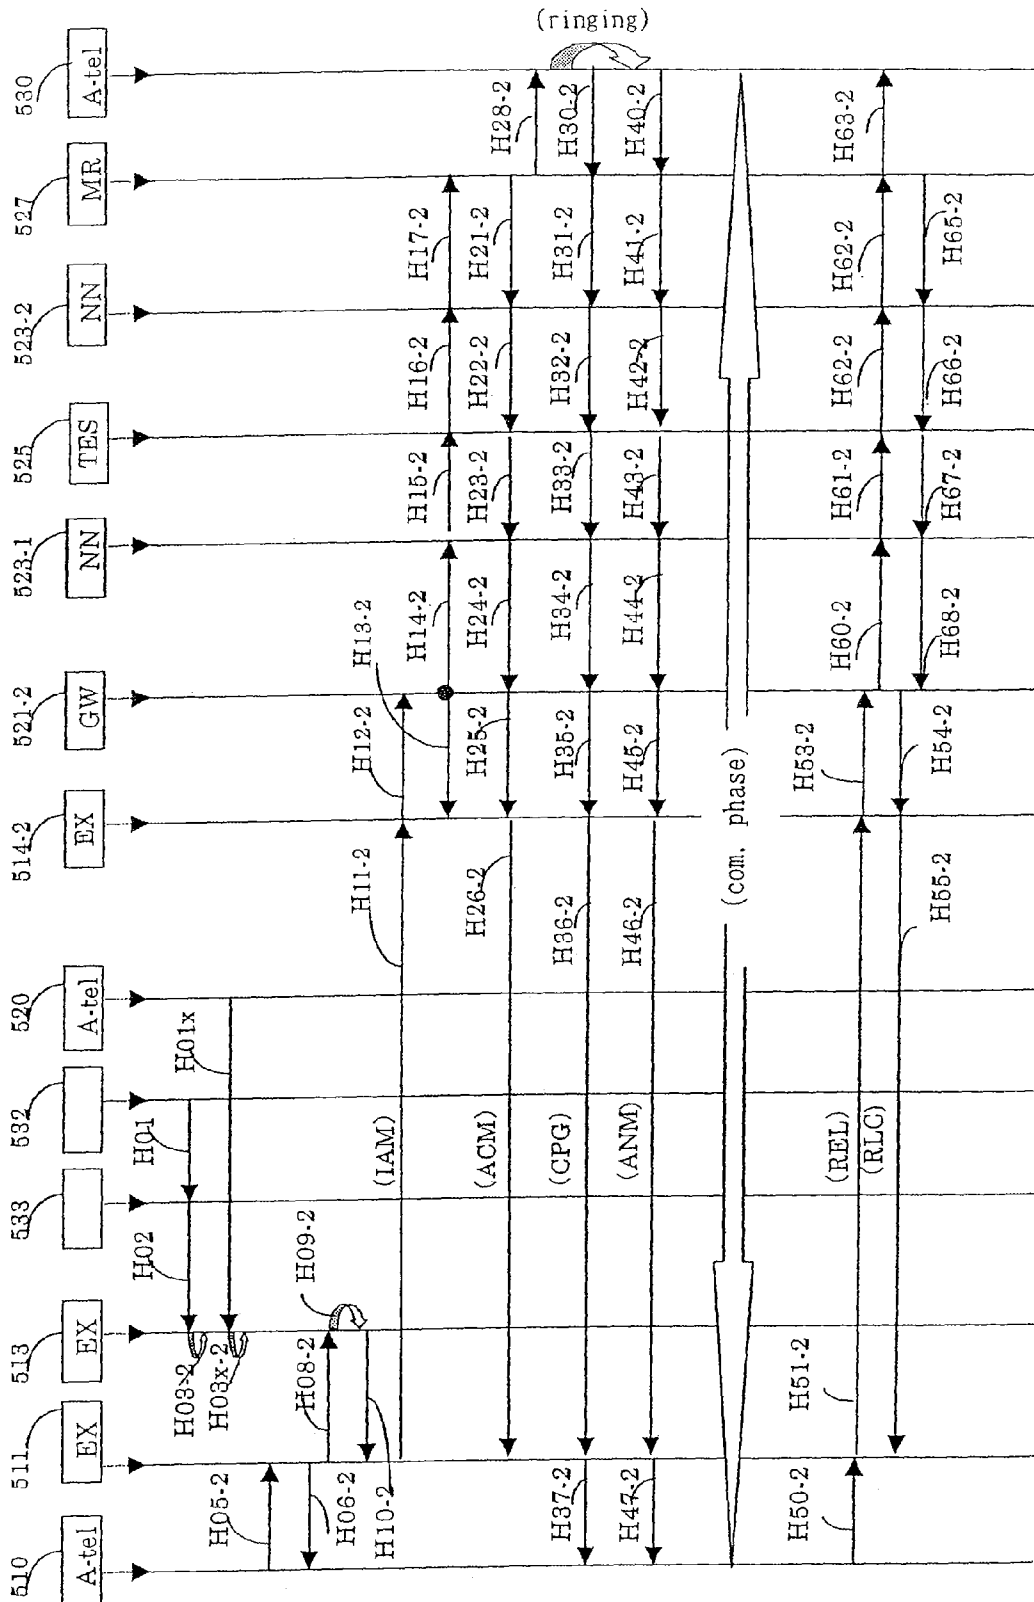 510
A-tel
511
EX
513
EX
533
532
520
A-tel
514-2
EX
521-2
GW
523-1
NN
525
TES
523-2
NN
527
MR
530
A-tel
H01
H02
H03-2
H01x
H03x-2
H05-2
H06-2
H08-2
H09-2
H10-2
(IAM)
H11-2
H12-2
H13-2
H14-2
H15-2
H16-2
H17-2
(ACM)
H26-2
H25-2
H24-2
H23-2
H22-2
H21-2
H28-2
(ringing)
H37-2
(CPG)
H36-2
H35-2
H34-2
H33-2
H32-2
H31-2
H30-2
H47-2
(ANM)
H46-2
H45-2
H44-2
H43-2
H42-2
H41-2
H40-2
(com. phase)
H50-2
H51-2
(REL)
H53-2
H60-2
H61-2
H62-2
H62-2
H63-2
(RLC)
H55-2
H54-2
H68-2
H67-2
H66-2
H65-2